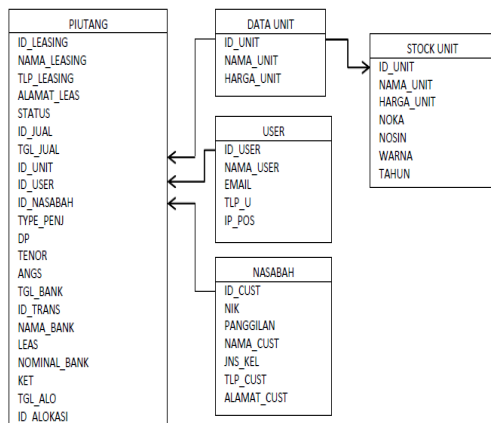 PIUTANG
ID_LEASING
NAMA_LEASING
TLP_LEASING
ALAMAT_LEAS
STATUS
ID_JUAL
TGL_JUAL
ID_UNIT
ID_USER
ID_NASABAH
TYPE_PENJ
DP
TENOR
ANGS
TGL_BANK
ID_TRANS
NAMA_BANK
LEAS
NOMINAL_BANK
KET
TGL_ALO
ID_ALOKASI
DATA UNIT
ID_UNIT
NAMA_UNIT
HARGA_UNIT
USER
ID_USER
NAMA_USER
EMAIL
TLP_U
IP_POS
NASABAH
ID_CUST
NIK
PANGGILAN
NAMA_CUST
JNS_KEL
TLP_CUST
ALAMAT_CUST
STOCK UNIT
ID_UNIT
NAMA_UNIT
HARGA_UNIT
NOKA
NOSIN
WARNA
TAHUN